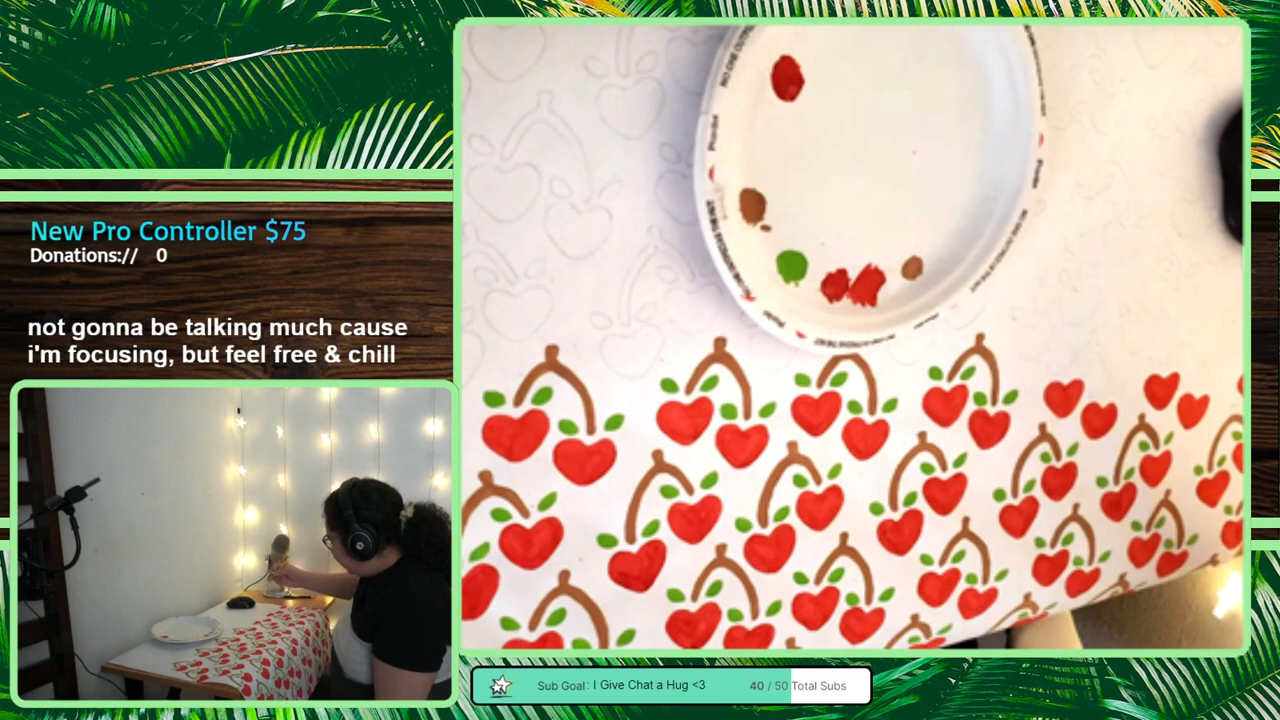 New Pro Controller $75
Donations:// 0
not gonna be talking much cause
i'm focusing, but feel free & chill
Sub Goal: I Give Chat a Hug <3 40 / 50 Total Subs